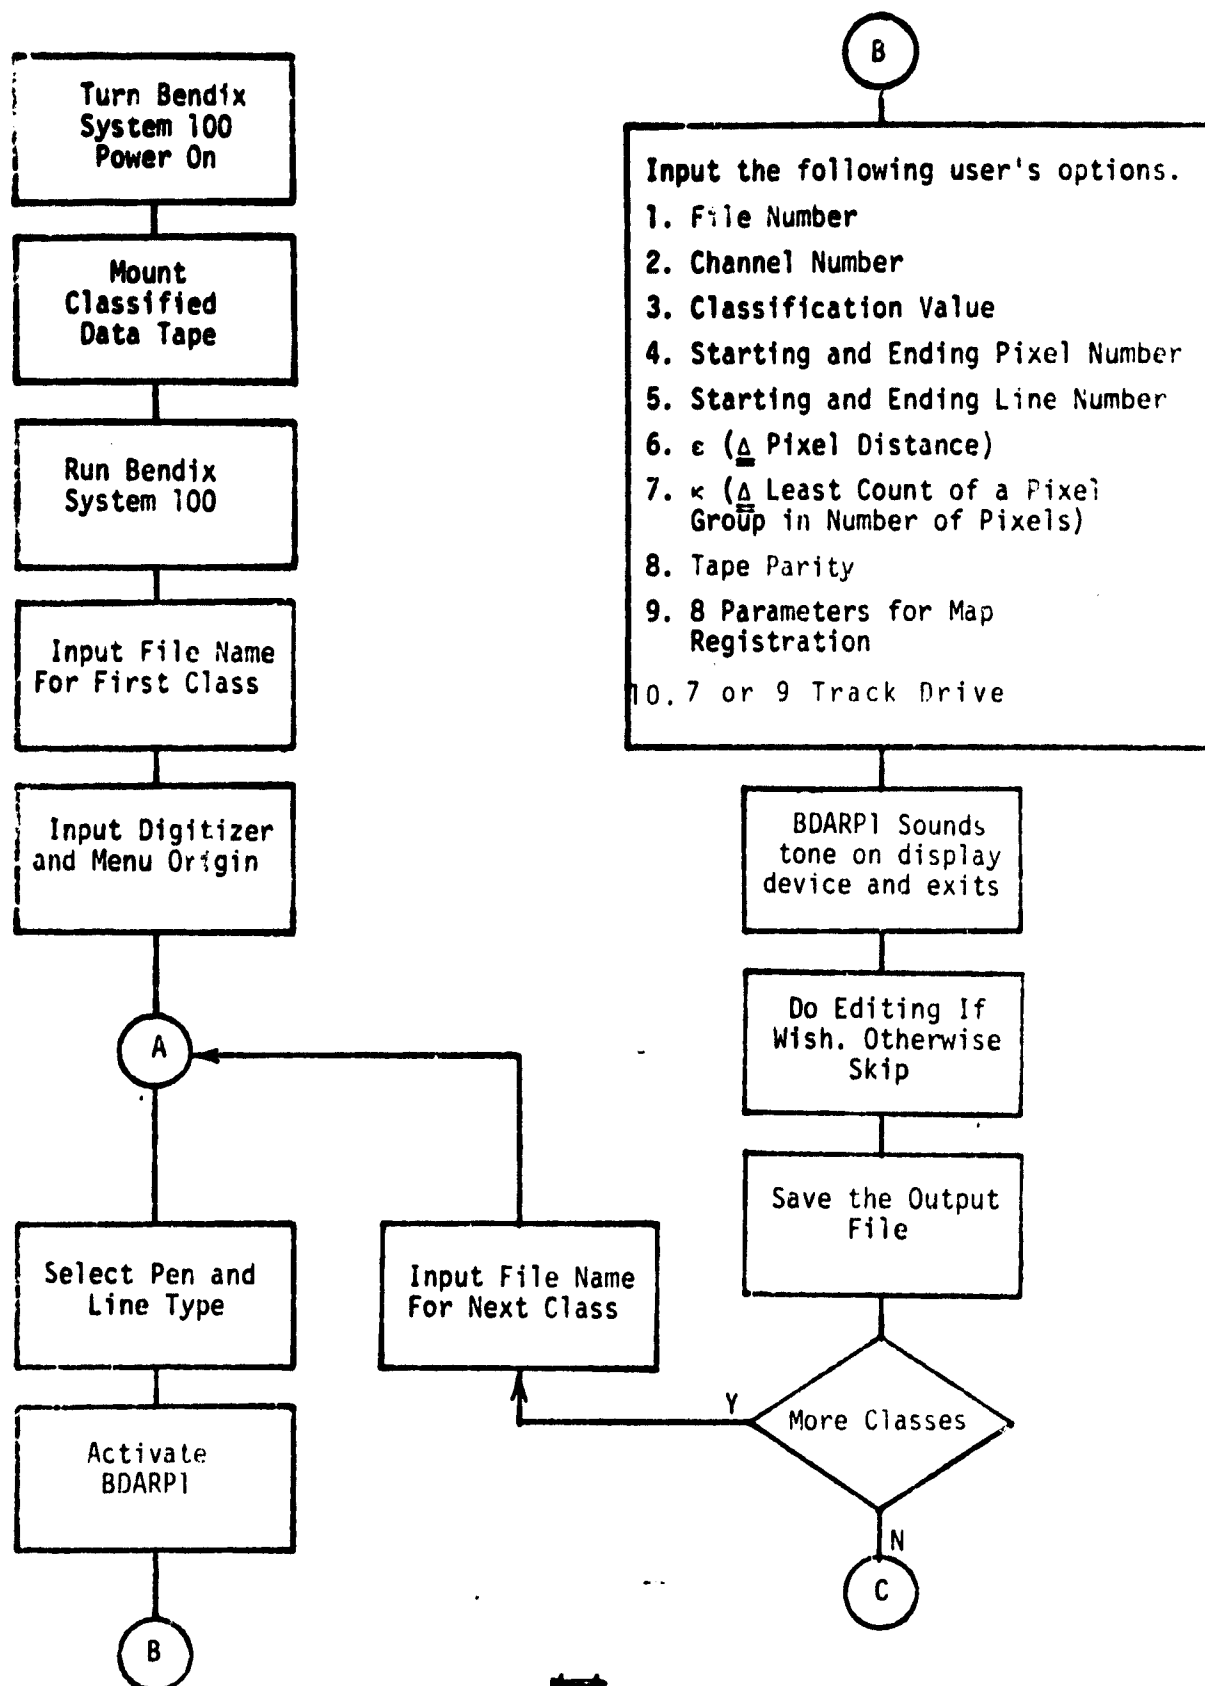 Turn Bendix
System 100
Power On
Mount
Classified
Data Tape
Run Bendix
System 100
Input File Name
For First Class
Input Digitizer
and Menu Origin
A
Select Pen and
Line Type
Activate
BDARP1
B
Input File Name
For Next Class
B
Input the following user's options.
1. File Number
2. Channel Number
3. Classification Value
4. Starting and Ending Pixel Number
5. Starting and Ending Line Number
6. ε (≜ Pixel Distance)
7. κ (≜ Least Count of a Pixel
Group in Number of Pixels)
8. Tape Parity
9. 8 Parameters for Map
Registration
10. 7 or 9 Track Drive
BDARP1 Sounds
tone on display
device and exits
Do Editing If
Wish. Otherwise
Skip
Save the Output
File
More Classes
Y
N
C